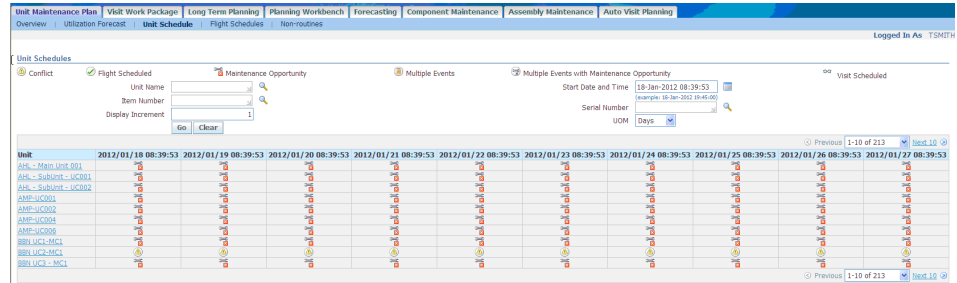 Unit Maintenance Plan Visit Work Package Long Term Planning Planning Workbench Forecasting Component Maintenance Assembly Maintenance Auto Visit Planning
Overview | Utilization Forecast | Unit Schedule | Flight Schedules | Non-routines
Logged In As TSMITH
Unit Schedules
Conflict Flight Scheduled Maintenance Opportunity Multiple Events Multiple Events with Maintenance Opportunity Visit Scheduled
Unit Name Start Date and Time 18-Jan-2012 08:39:53
(example: 18-Jan-2012 19:45:00)
Item Number Serial Number
Display Increment 1 UOM Days
Go Clear
Previous 1-10 of 213 Next 10
Unit 2012/01/18 08:39:53 2012/01/19 08:39:53 2012/01/20 08:39:53 2012/01/21 08:39:53 2012/01/22 08:39:53 2012/01/23 08:39:53 2012/01/24 08:39:53 2012/01/25 08:39:53 2012/01/26 08:39:53 2012/01/27 08:39:53
AHL - Main Unit 001
AHL - SubUnit - UC001
AHL - SubUnit - UC002
AMP-UC001
AMP-UC002
AMP-UC004
AMP-UC006
BBN UC1-MC1
BBN UC2-MC1
BBN UC3 - MC1
Previous 1-10 of 213 Next 10